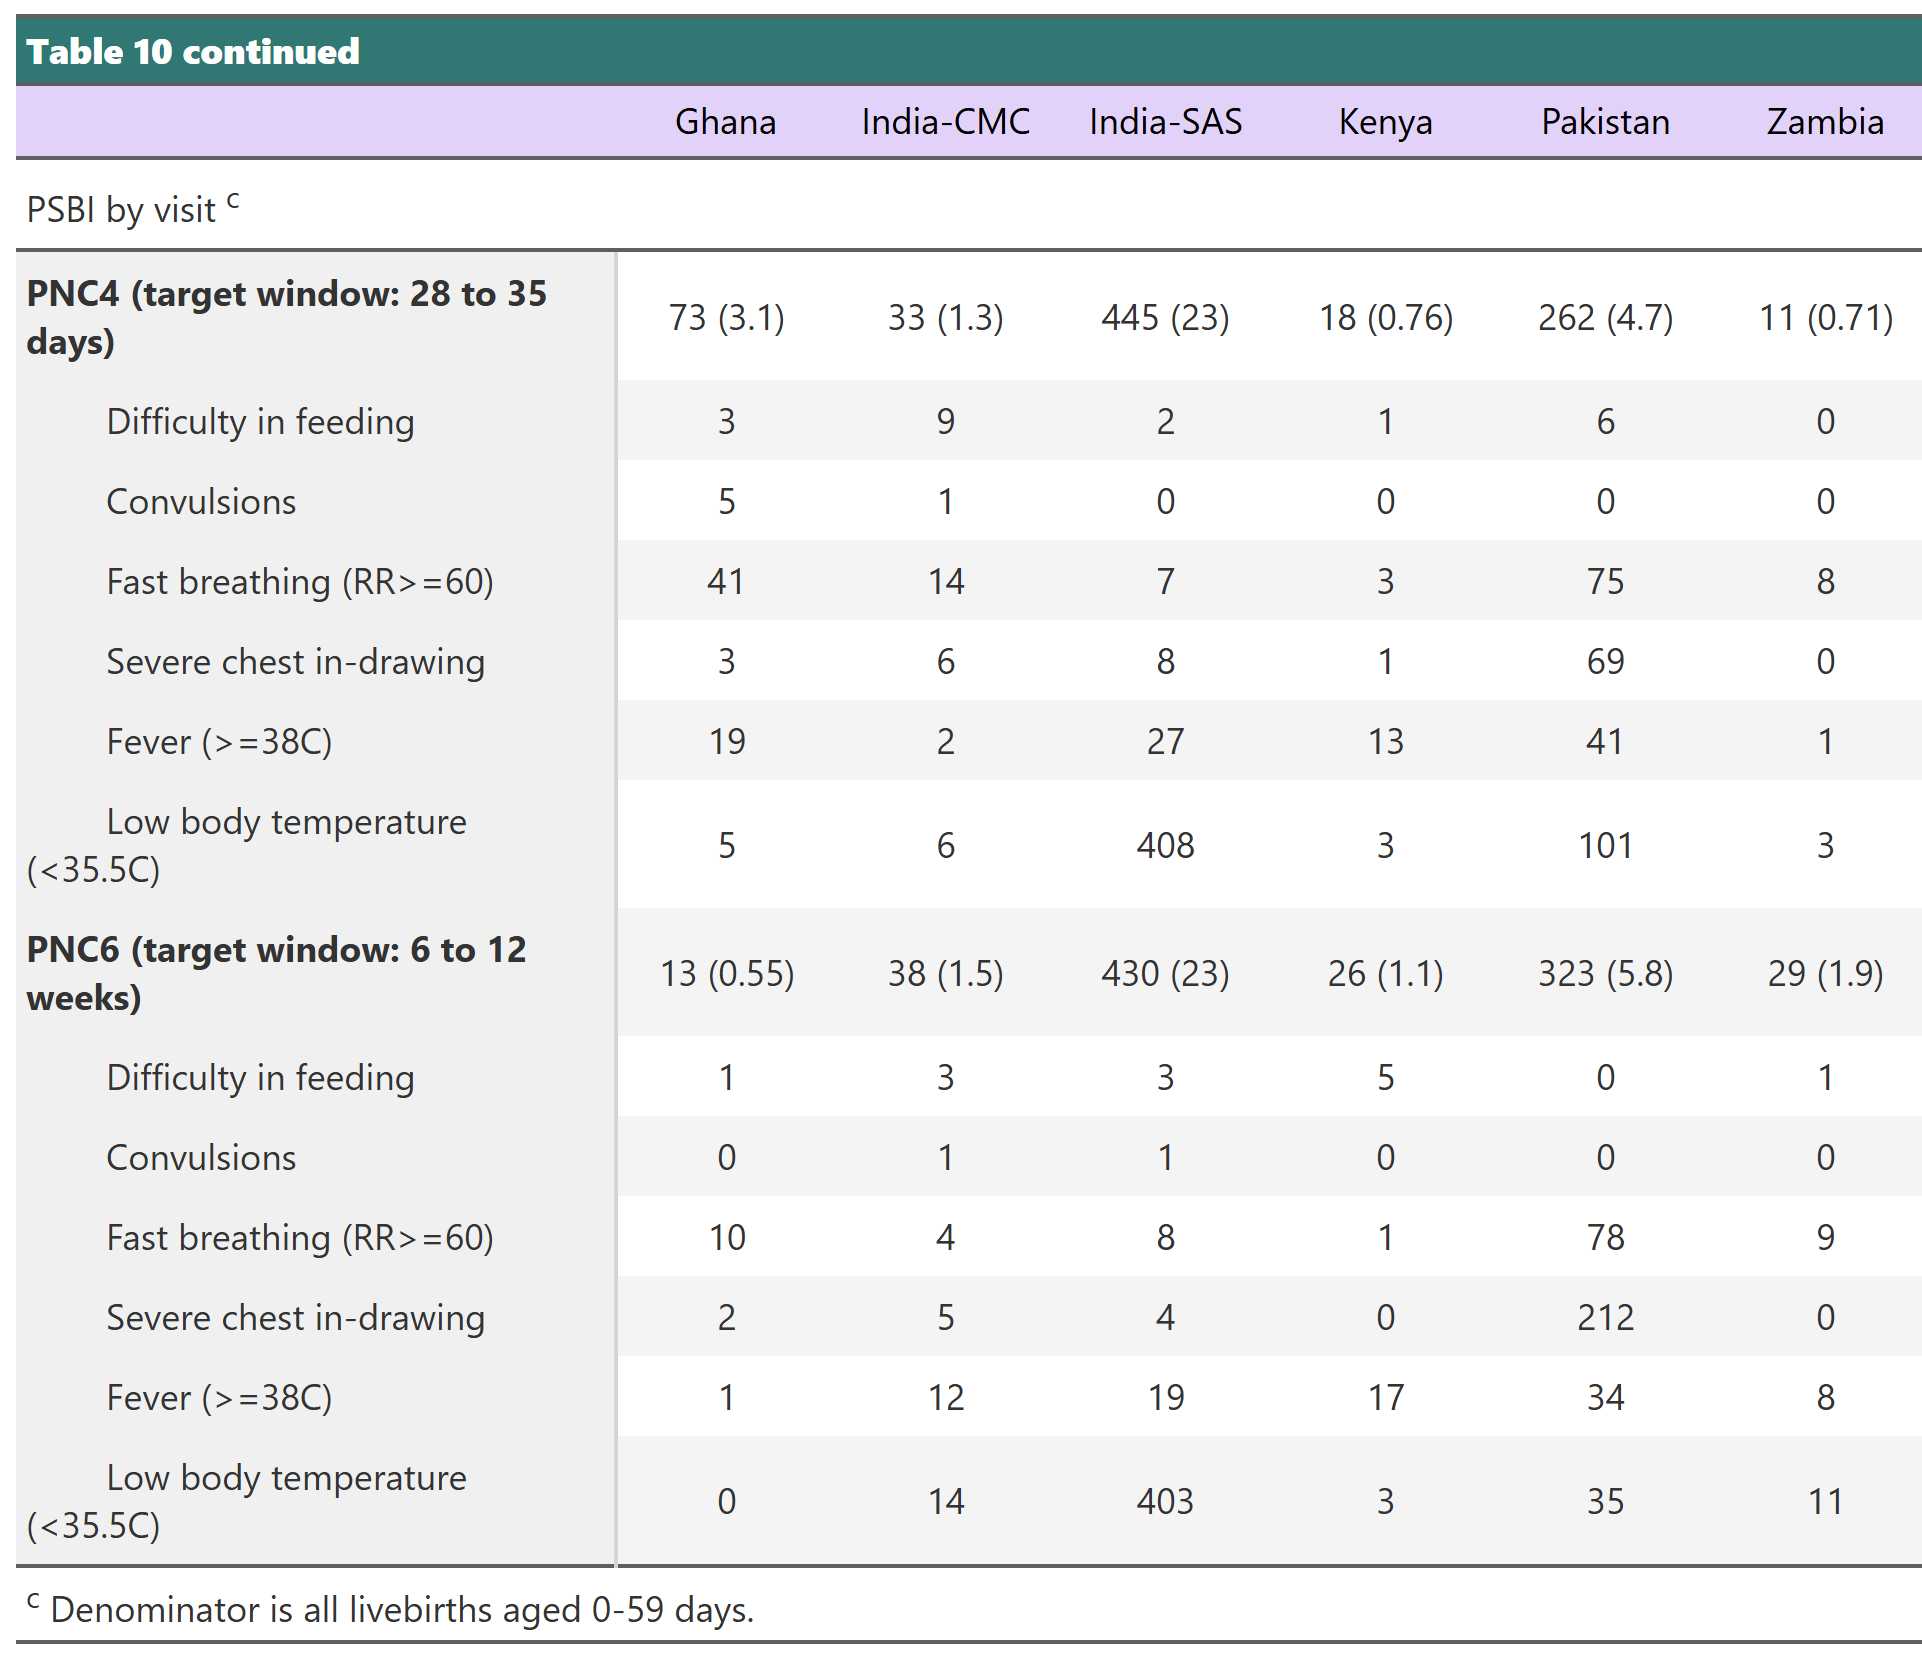 Table 10 continued
Ghana India-CMC India-SAS Kenya Pakistan Zambia
PSBI by visit c
PNC4 (target window: 28 to 35 days) 73 (3.1) 33 (1.3) 445 (23) 18 (0.76) 262 (4.7) 11 (0.71)
Difficulty in feeding 3 9 2 1 6 0
Convulsions 5 1 0 0 0 0
Fast breathing (RR>=60) 41 14 7 3 75 8
Severe chest in-drawing 3 6 8 1 69 0
Fever (>=38C) 19 2 27 13 41 1
Low body temperature (<35.5C) 5 6 408 3 101 3
PNC6 (target window: 6 to 12 weeks) 13 (0.55) 38 (1.5) 430 (23) 26 (1.1) 323 (5.8) 29 (1.9)
Difficulty in feeding 1 3 3 5 0 1
Convulsions 0 1 1 0 0 0
Fast breathing (RR>=60) 10 4 8 1 78 9
Severe chest in-drawing 2 5 4 0 212 0
Fever (>=38C) 1 12 19 17 34 8
Low body temperature (<35.5C) 0 14 403 3 35 11
c Denominator is all livebirths aged 0-59 days.